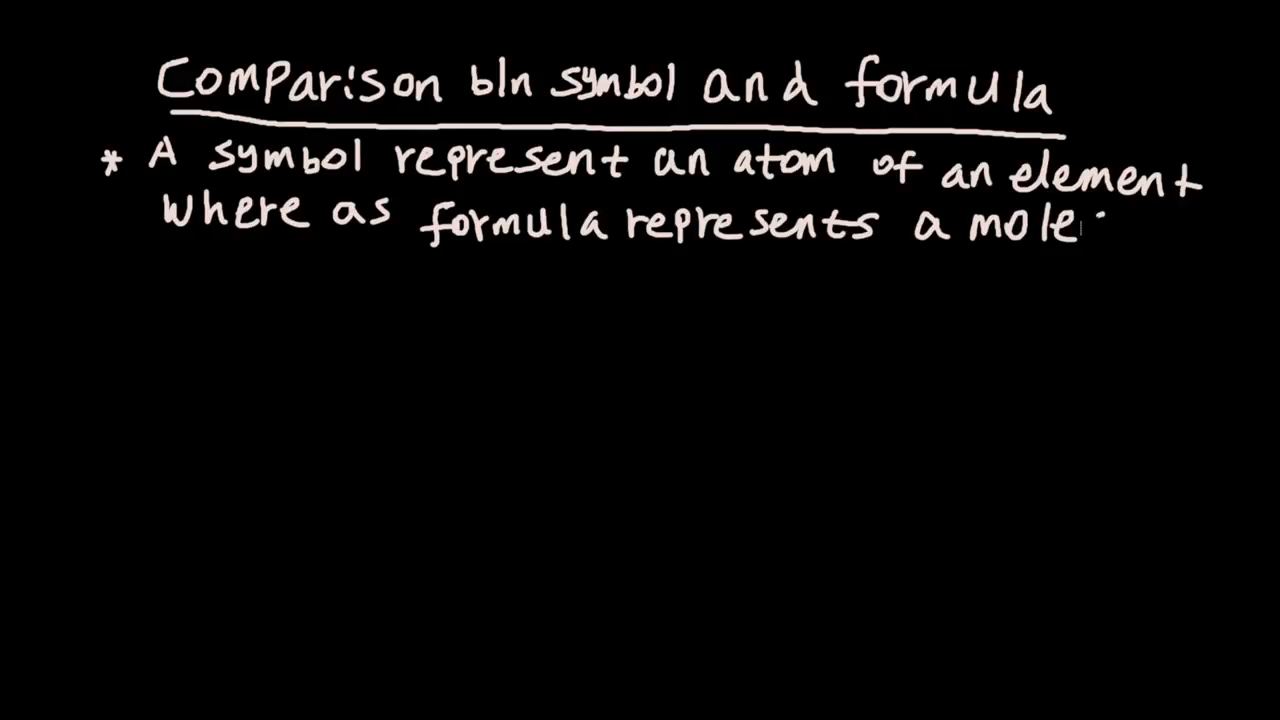 Comparison b/n symbol and formula
* A symbol represent an atom of an element
where as formula represents a mole